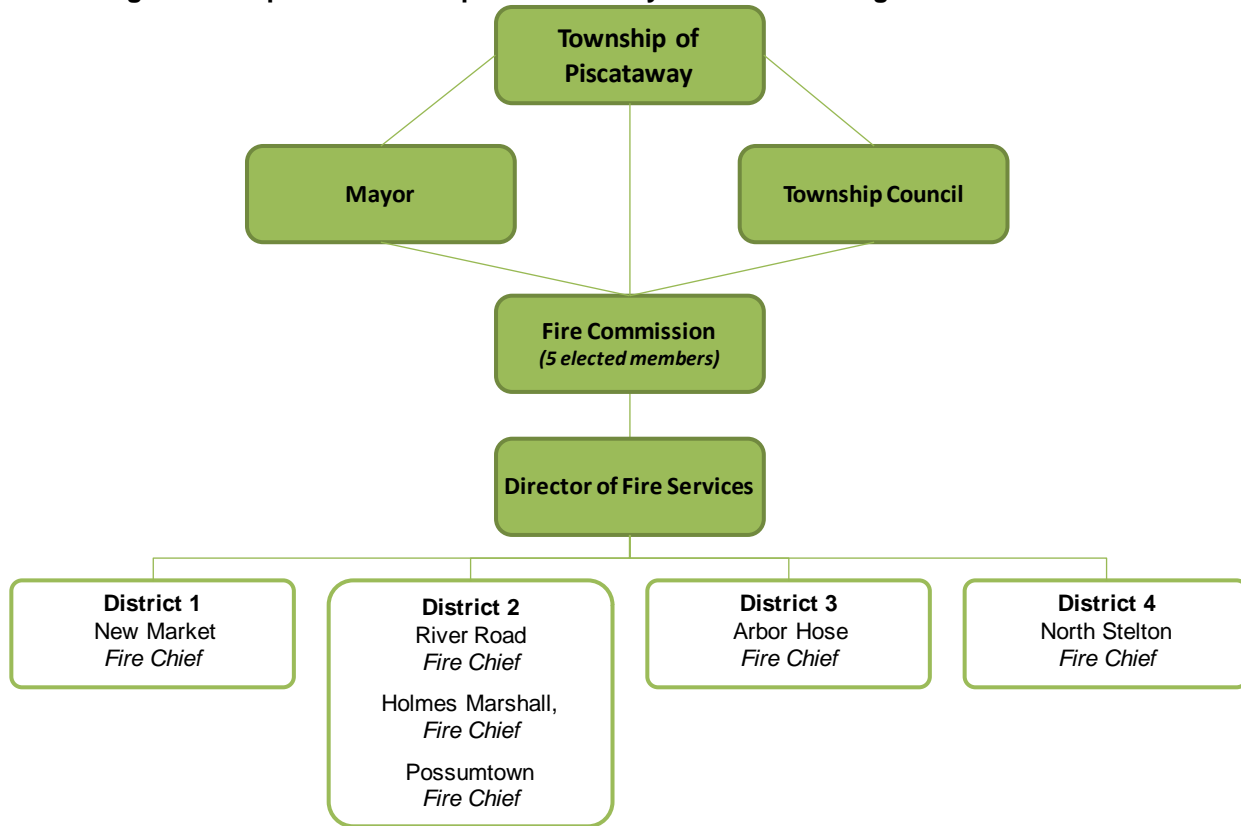 Township of
Piscataway
Mayor
Township Council
Fire Commission
(5 elected members)
Director of Fire Services
District 1
New Market
Fire Chief
District 2
River Road
Fire Chief
Holmes Marshall,
Fire Chief
Possumtown
Fire Chief
District 3
Arbor Hose
Fire Chief
District 4
North Stelton
Fire Chief